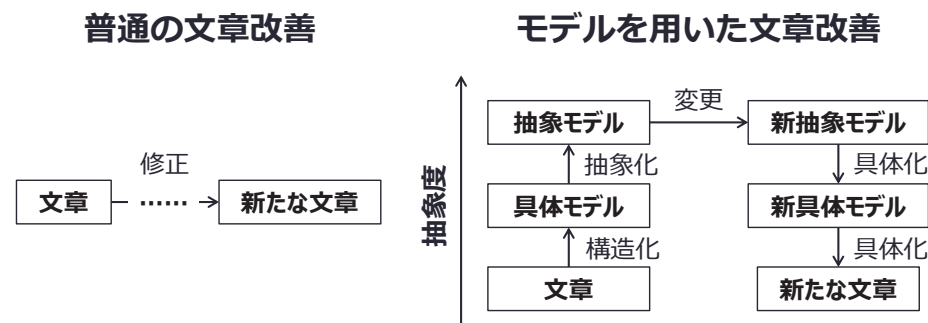 普通の文章改善
文章
修正
……
新たな文章
モデルを用いた文章改善
抽象度
抽象モデル
変更
新抽象モデル
抽象化
具体化
具体モデル
新具体モデル
構造化
具体化
文章
新たな文章